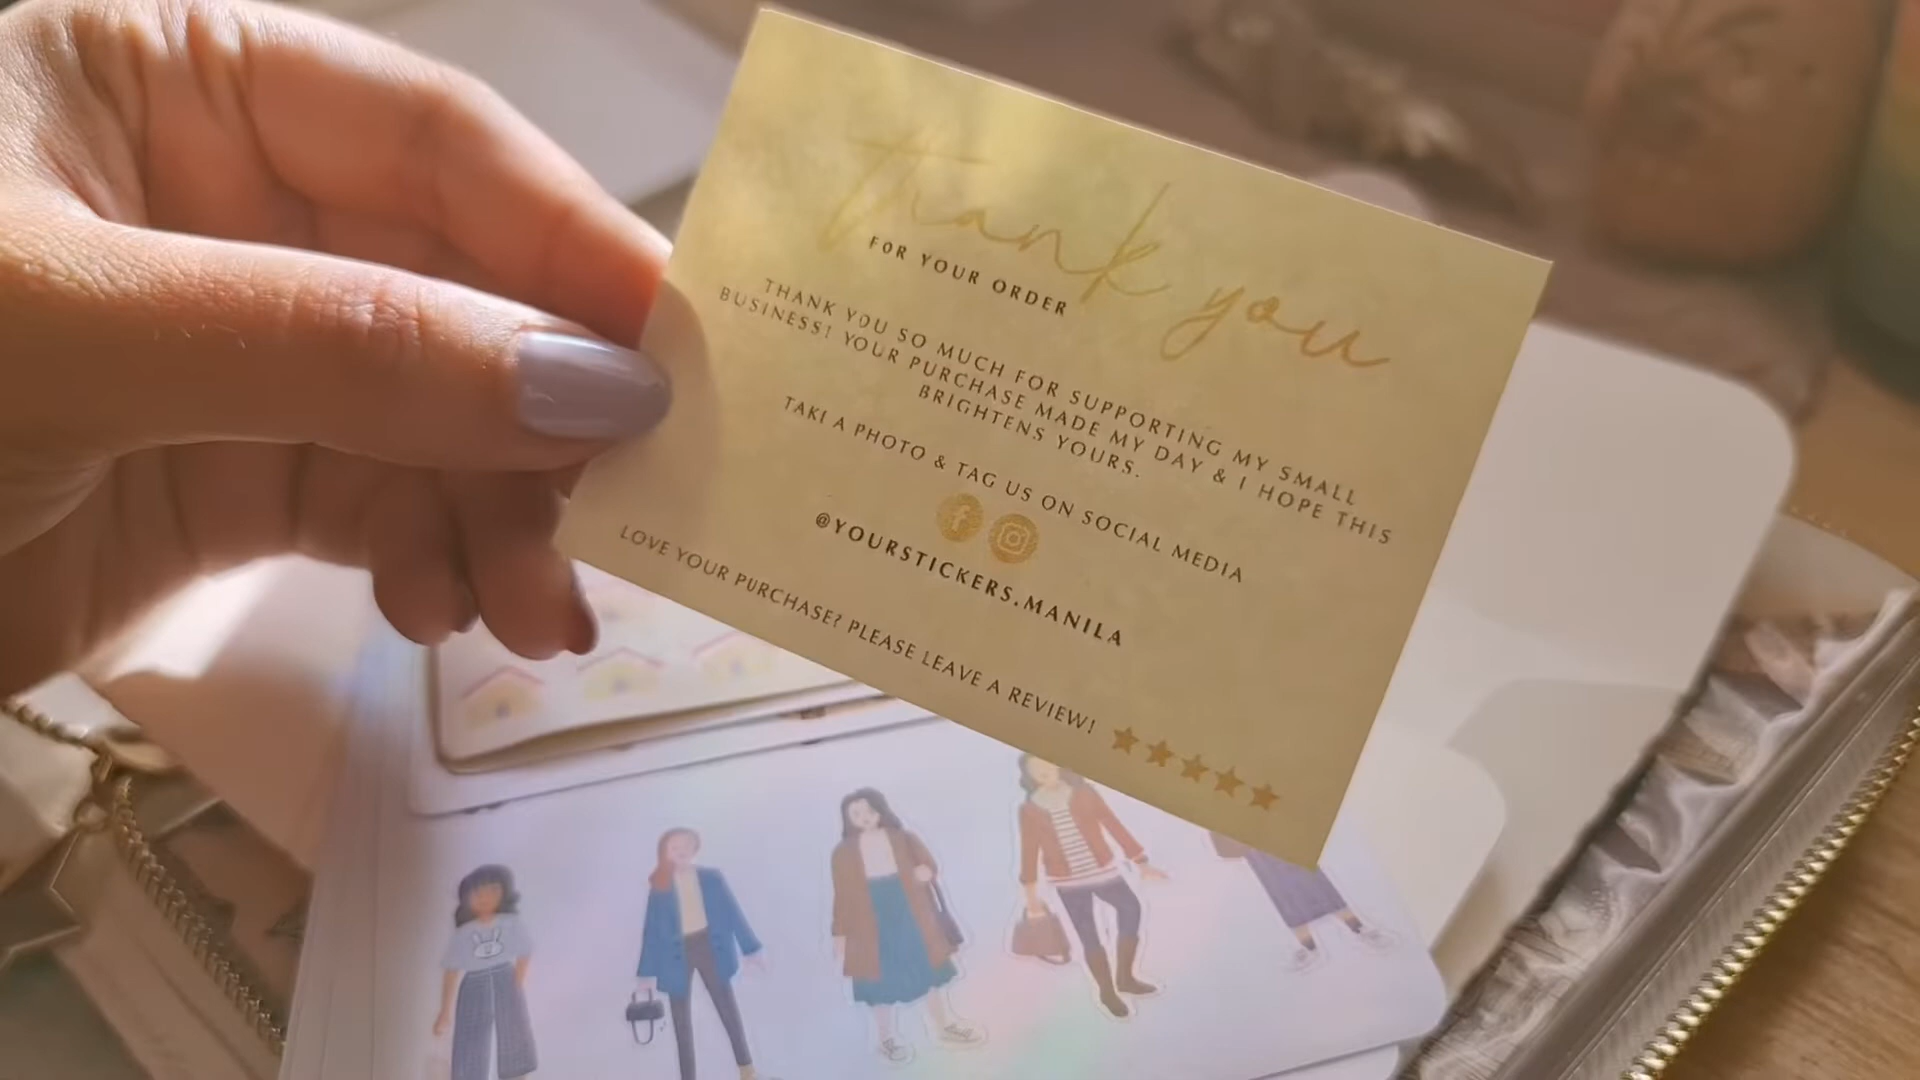 Thank you
FOR YOUR ORDER
THANK YOU SO MUCH FOR SUPPORTING MY SMALL
BUSINESS! YOUR PURCHASE MADE MY DAY & I HOPE THIS
BRIGHTENS YOURS.
TAKI A PHOTO & TAG US ON SOCIAL MEDIA
@YOURSTICKERS.MANILA
LOVE YOUR PURCHASE? PLEASE LEAVE A REVIEW!